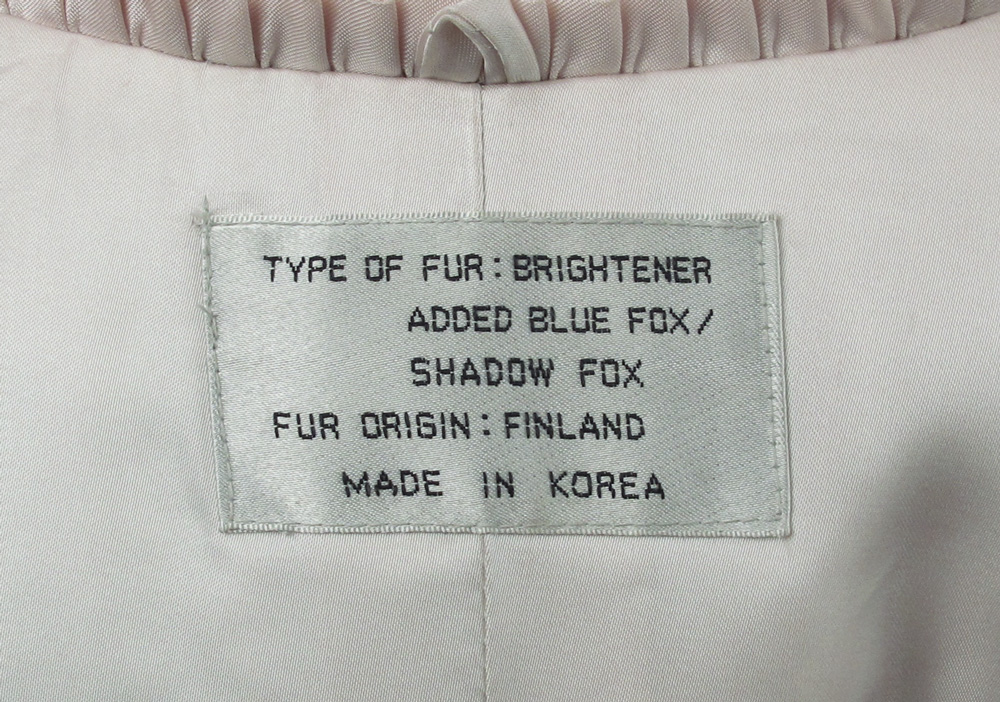 TYPE OF FUR : BRIGHTENER
ADDED BLUE FOX /
SHADOW FOX
FUR ORIGIN : FINLAND
MADE IN KOREA